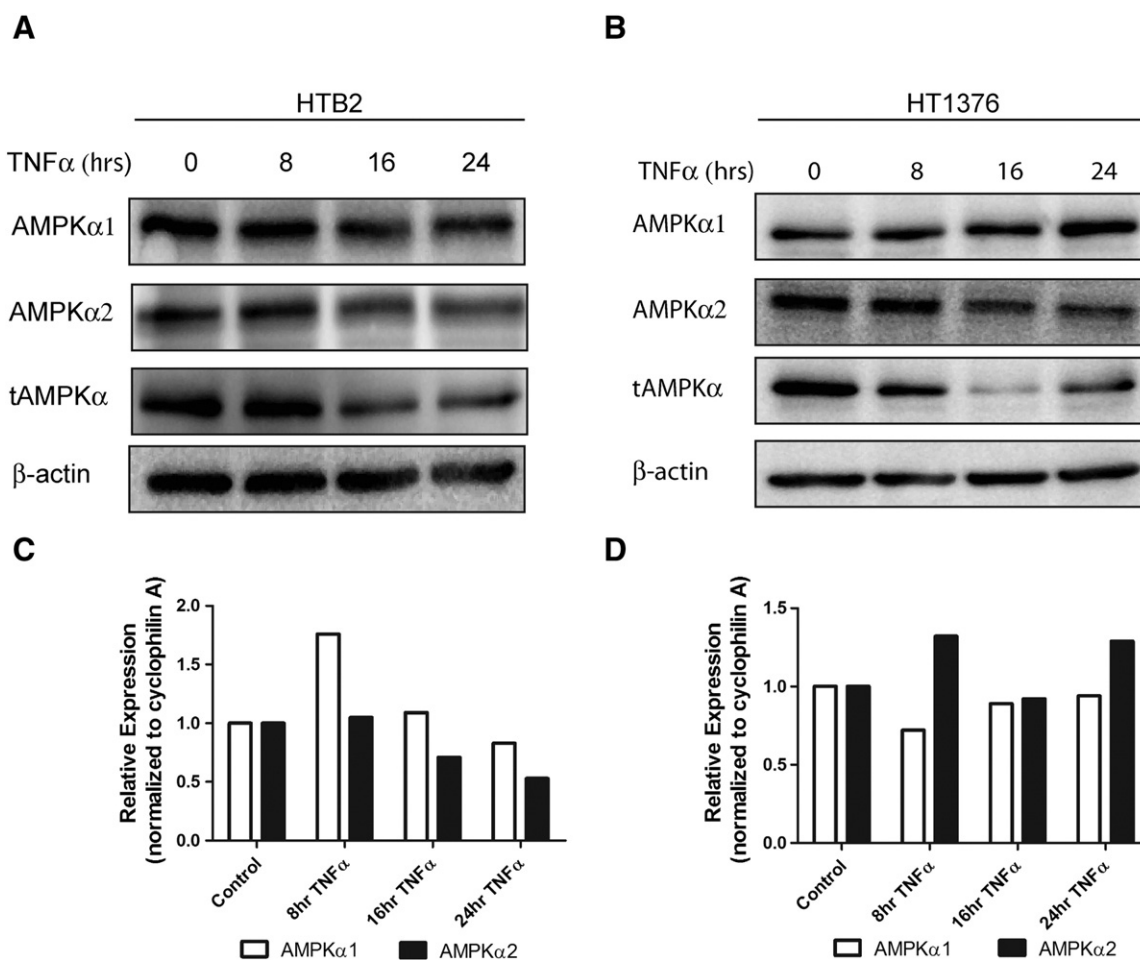 A
HTB2
TNFα (hrs) 0 8 16 24
AMPKα1
AMPKα2
tAMPKα
β-actin
B
HT1376
TNFα (hrs) 0 8 16 24
AMPKα1
AMPKα2
tAMPKα
β-actin
C
Relative Expression
(normalized to cyclophilin A)
2.0
1.5
1.0
0.5
0.0
Control 8hr TNFα 16hr TNFα 24hr TNFα
AMPKα1 AMPKα2
D
Relative Expression
(normalized to cyclophilin A)
1.5
1.0
0.5
0.0
Control 8hr TNFα 16hr TNFα 24hr TNFα
AMPKα1 AMPKα2